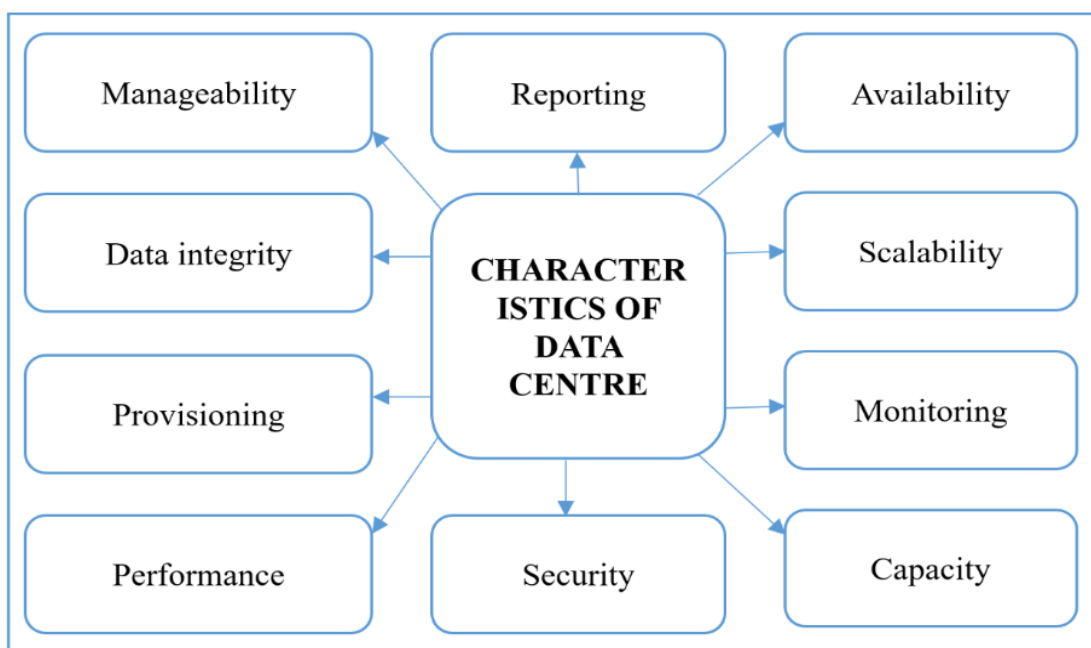 Manageability
Reporting
Availability
Data integrity
CHARACTER
ISTICS OF
DATA
CENTRE
Scalability
Provisioning
Monitoring
Performance
Security
Capacity